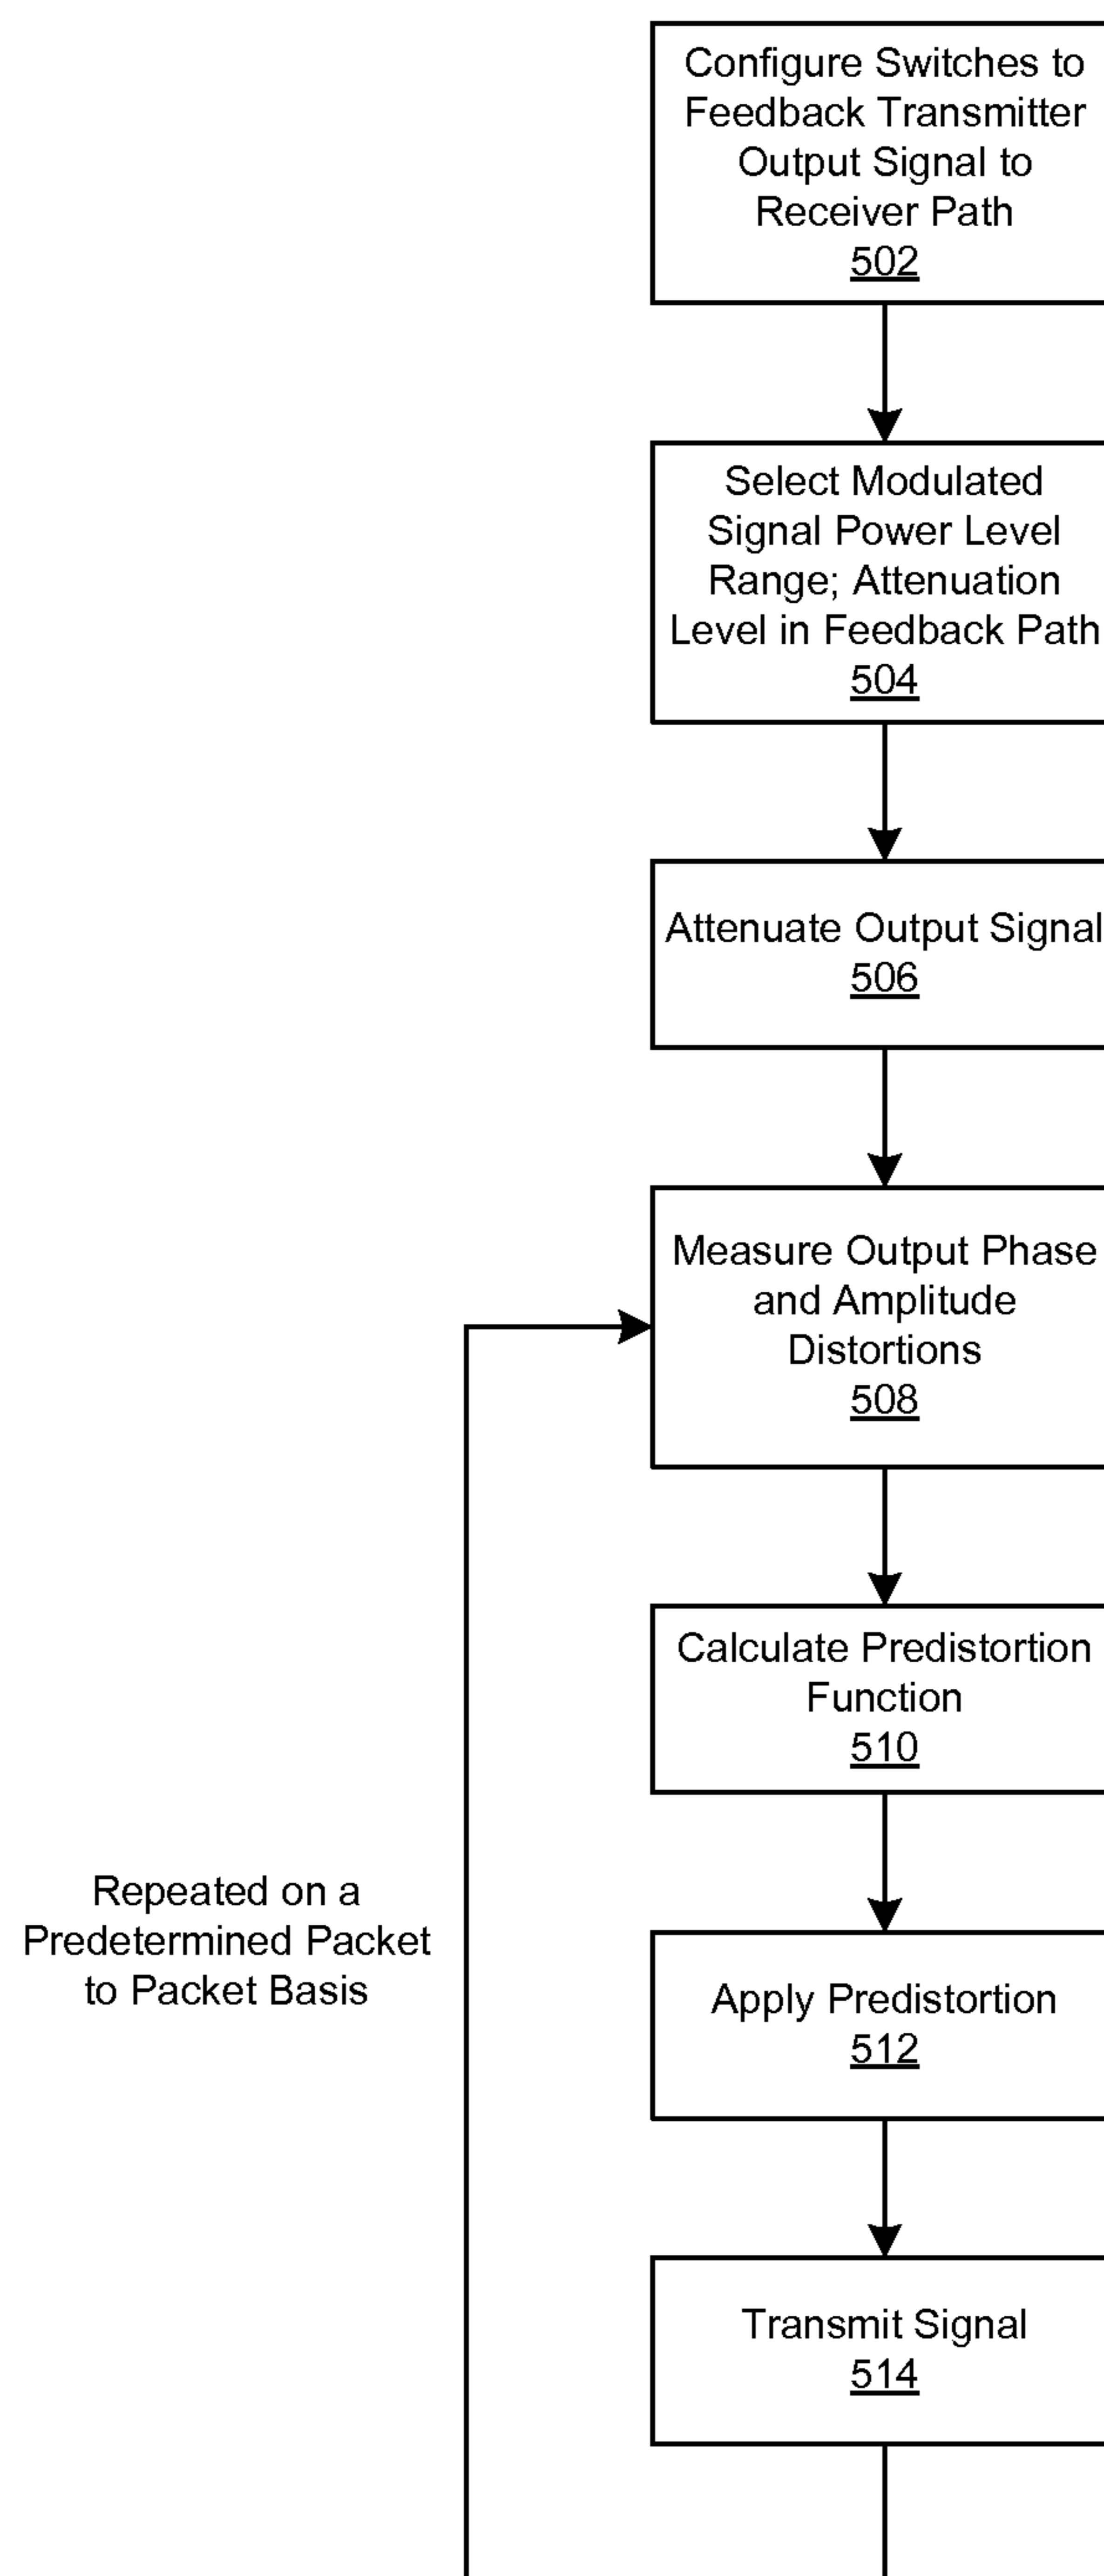 Configure Switches to
Feedback Transmitter
Output Signal to
Receiver Path
502
Select Modulated
Signal Power Level
Range; Attenuation
Level in Feedback Path
504
Attenuate Output Signal
506
Measure Output Phase
and Amplitude
Distortions
508
Calculate Predistortion
Function
510
Repeated on a
Predetermined Packet
to Packet Basis
Apply Predistortion
512
Transmit Signal
514